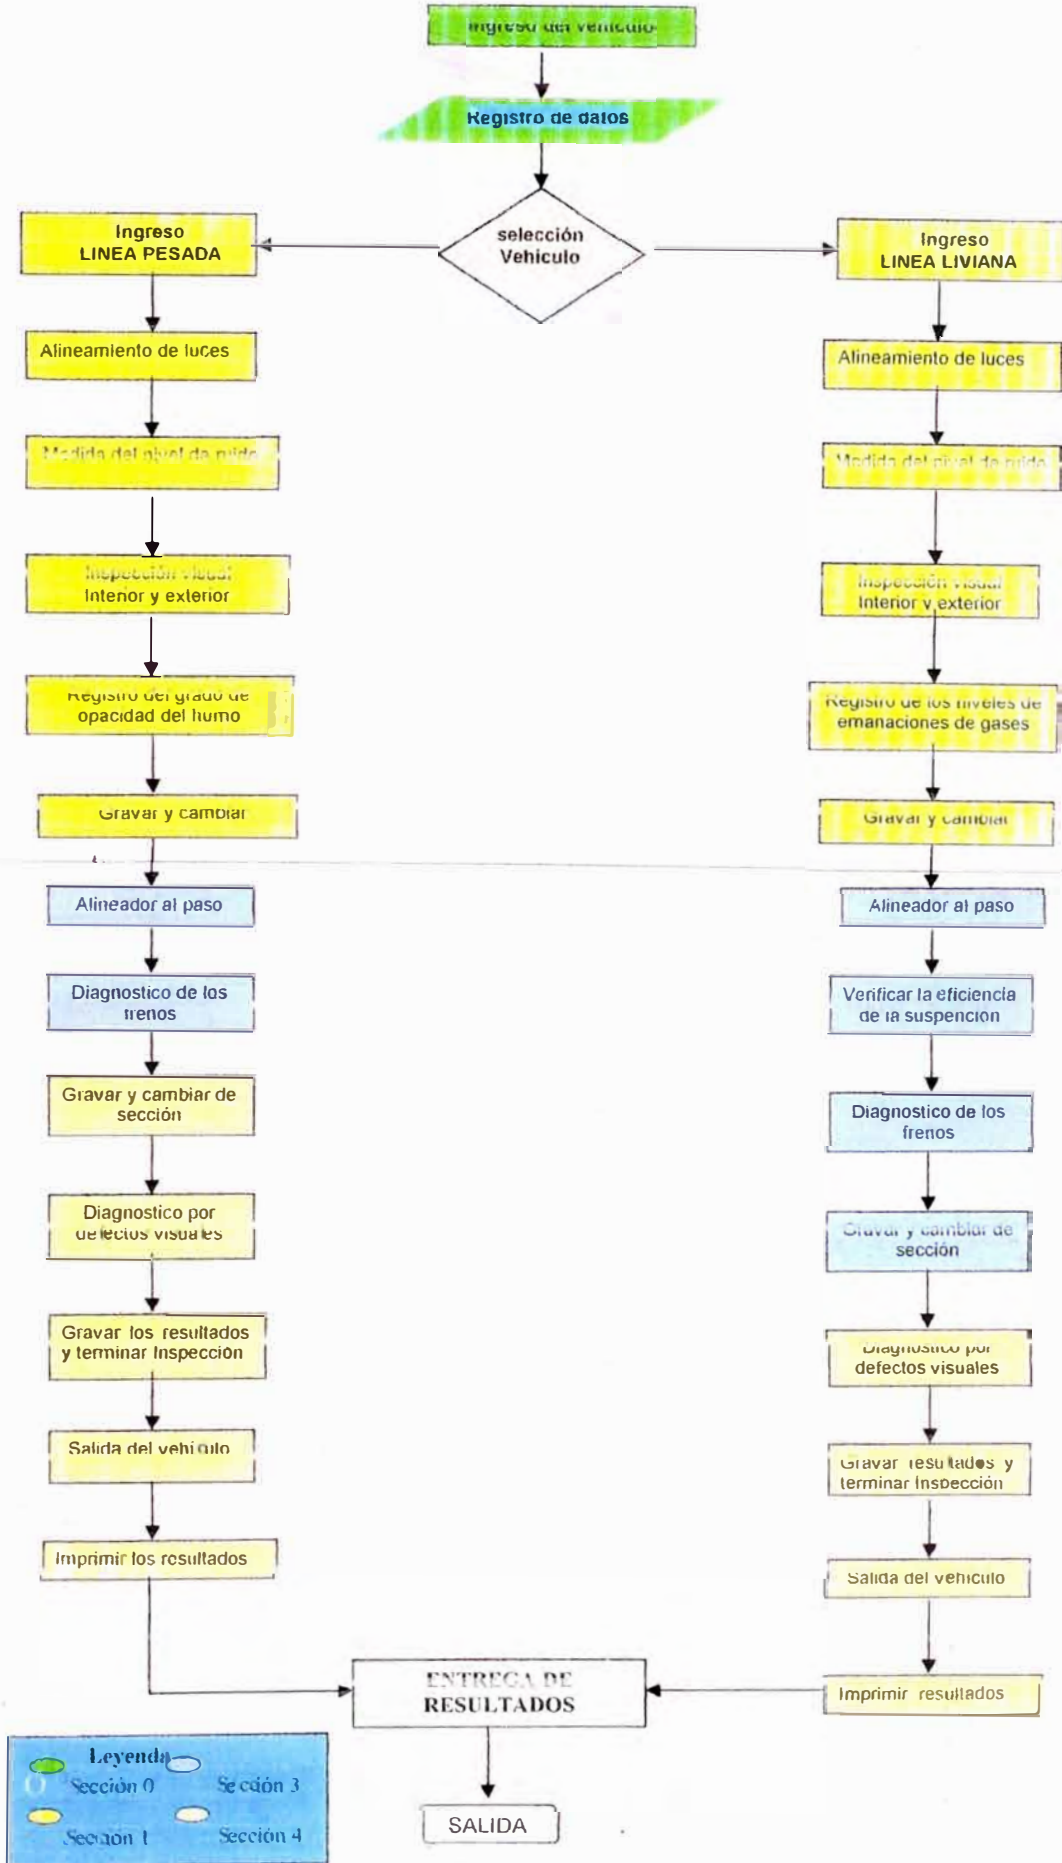 Ingreso del vehiculo
Registro de datos
selección
Vehiculo
Ingreso
LINEA PESADA
Alineamiento de luces
Medida del nivel de ruido
Inspección visual
Interior y exterior
Registro del grado de
opacidad del humo
Gravar y cambiar
Alineador al paso
Diagnostico de los
frenos
Gravar y cambiar de
sección
Diagnostico por
defectos visuales
Gravar los resultados
y terminar Inspección
Salida del vehiculo
Imprimir los resultados
Ingreso
LINEA LIVIANA
Alineamiento de luces
Medida del nivel de ruido
Inspección visual
Interior y exterior
Registro de los niveles de
emanaciones de gases
Gravar y cambiar
Alineador al paso
Verificar la eficiencia
de la suspención
Diagnostico de los
frenos
Gravar y cambiar de
sección
Diagnostico por
defectos visuales
Gravar resultados y
terminar Inspección
Salida del vehiculo
Imprimir resultados
ENTREGA DE
RESULTADOS
SALIDA
Leyenda
Sección 0
Sección 3
Sección 1
Sección 4